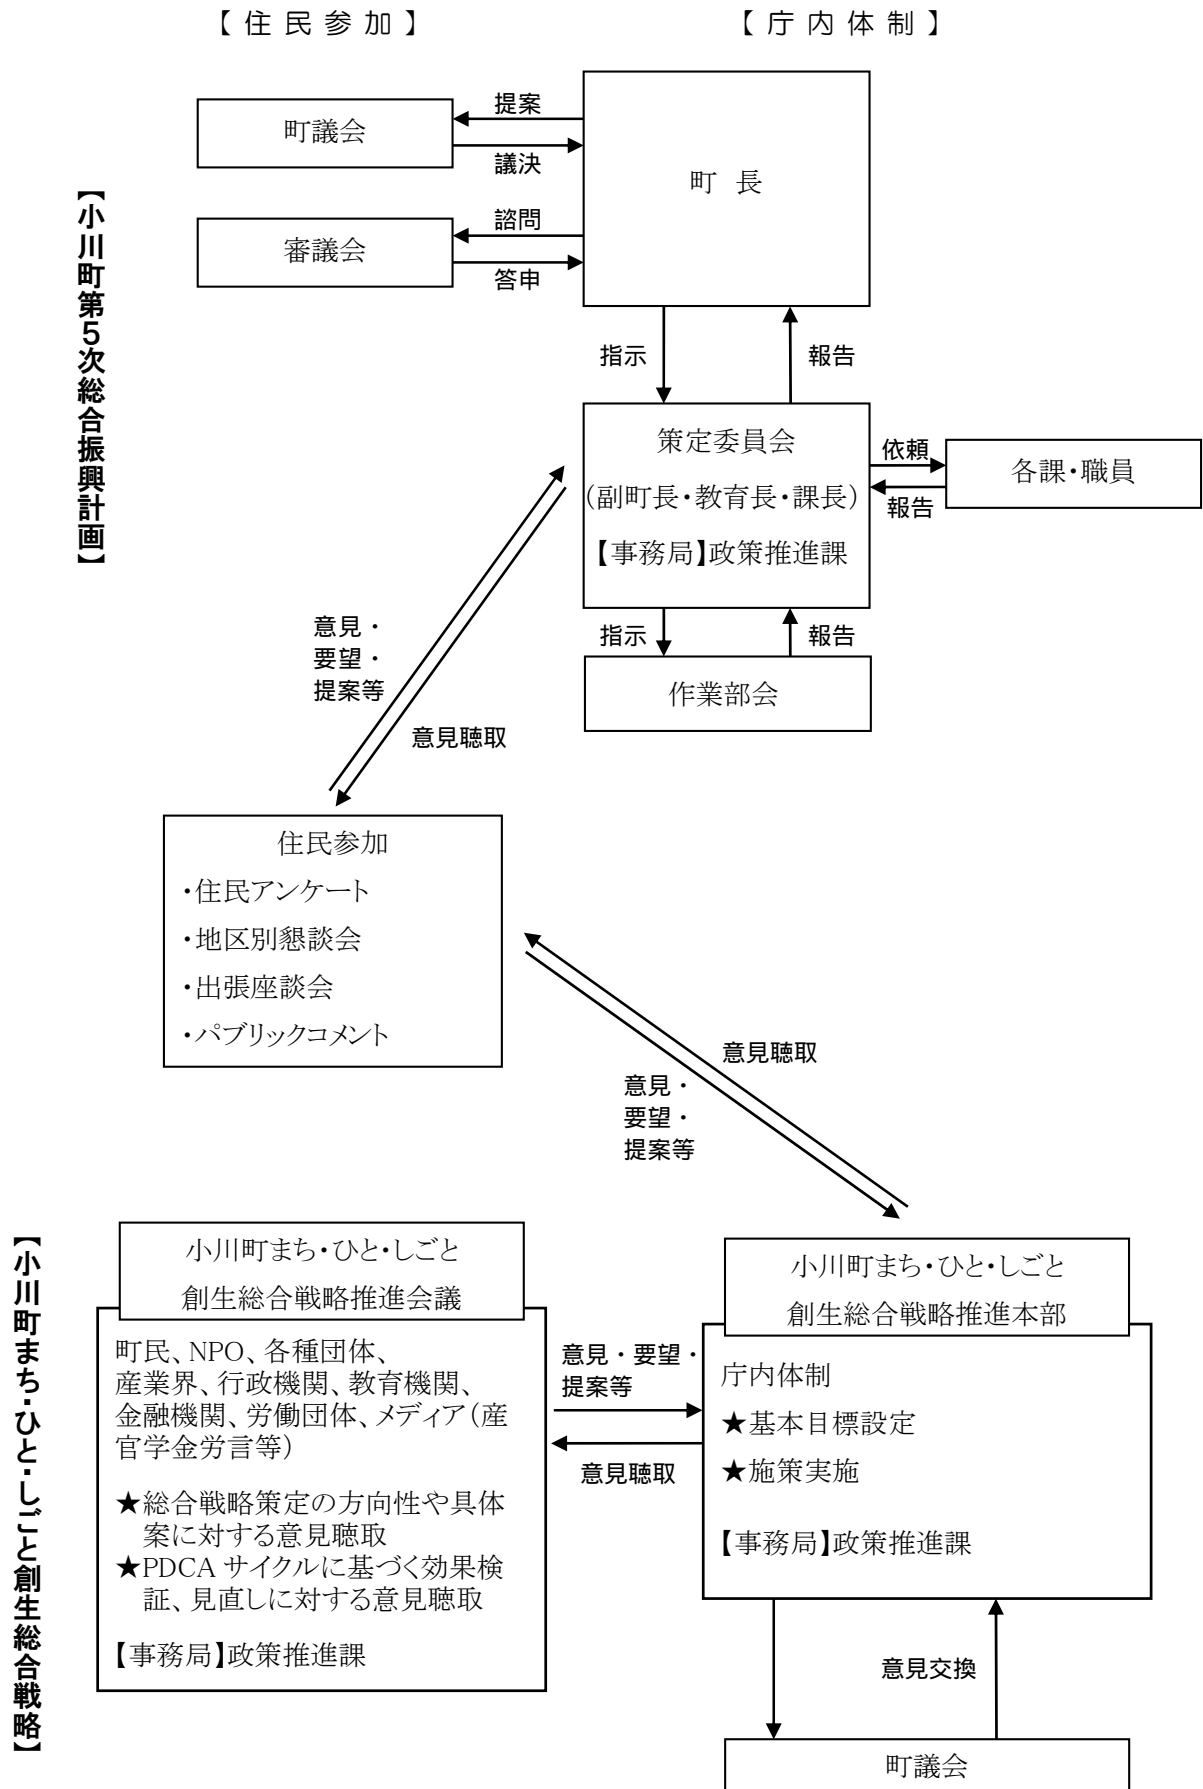 【住民参加】
【庁内体制】
【小川町第5次総合振興計画】
町議会
提案
議決
町 長
審議会
諮問
答申
指示
報告
策定委員会
(副町長・教育長・課長)
【事務局】政策推進課
依頼
報告
各課・職員
指示
報告
作業部会
意見・
要望・
提案等
意見聴取
住民参加
・住民アンケート
・地区別懇談会
・出張座談会
・パブリックコメント
意見聴取
意見・
要望・
提案等
【小川町まち・ひと・しごと創生総合戦略】
小川町まち・ひと・しごと
創生総合戦略推進会議
町民、NPO、各種団体、
産業界、行政機関、教育機関、
金融機関、労働団体、メディア(産
官学金労言等)
★総合戦略策定の方向性や具体
案に対する意見聴取
★PDCA サイクルに基づく効果検
証、見直しに対する意見聴取
【事務局】政策推進課
意見・要望・
提案等
意見聴取
小川町まち・ひと・しごと
創生総合戦略推進本部
庁内体制
★基本目標設定
★施策実施
【事務局】政策推進課
意見交換
町議会